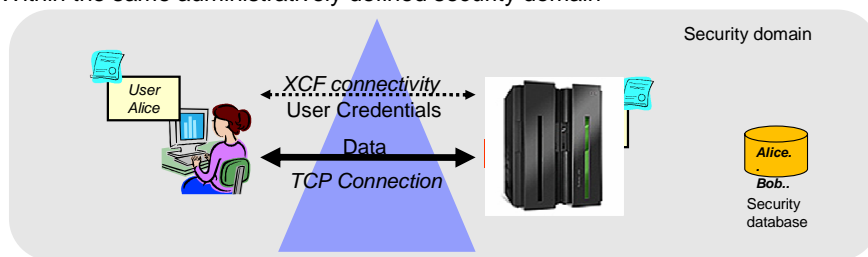 Within the same administratively defined security domain
Security domain
User
Alice
XCF connectivity
User Credentials
Data
TCP Connection
Alice.
.
Bob..
Security
database